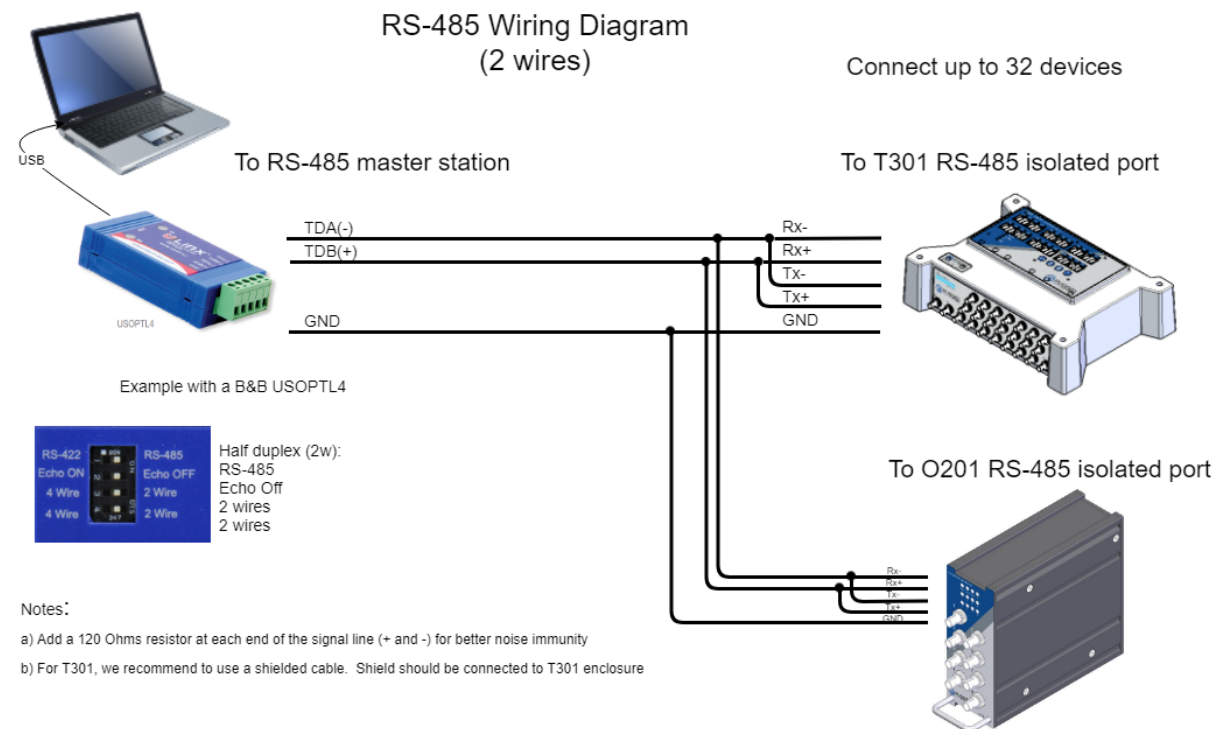 RS-485 Wiring Diagram
(2 wires)
Connect up to 32 devices
USB
To RS-485 master station
To T301 RS-485 isolated port
TDA(-)
TDB(+)
GND
Rx-
Rx+
Tx-
Tx+
GND
USOPTL4
Example with a B&B USOPTL4
RS-422
Echo ON
4 Wire
4 Wire
ON
RS-485
Echo OFF
2 Wire
2 Wire
Half duplex (2w):
RS-485
Echo Off
2 wires
2 wires
To O201 RS-485 isolated port
Rx-
Rx+
Tx-
Tx+
GND
Notes:
a) Add a 120 Ohms resistor at each end of the signal line (+ and -) for better noise immunity
b) For T301, we recommend to use a shielded cable. Shield should be connected to T301 enclosure